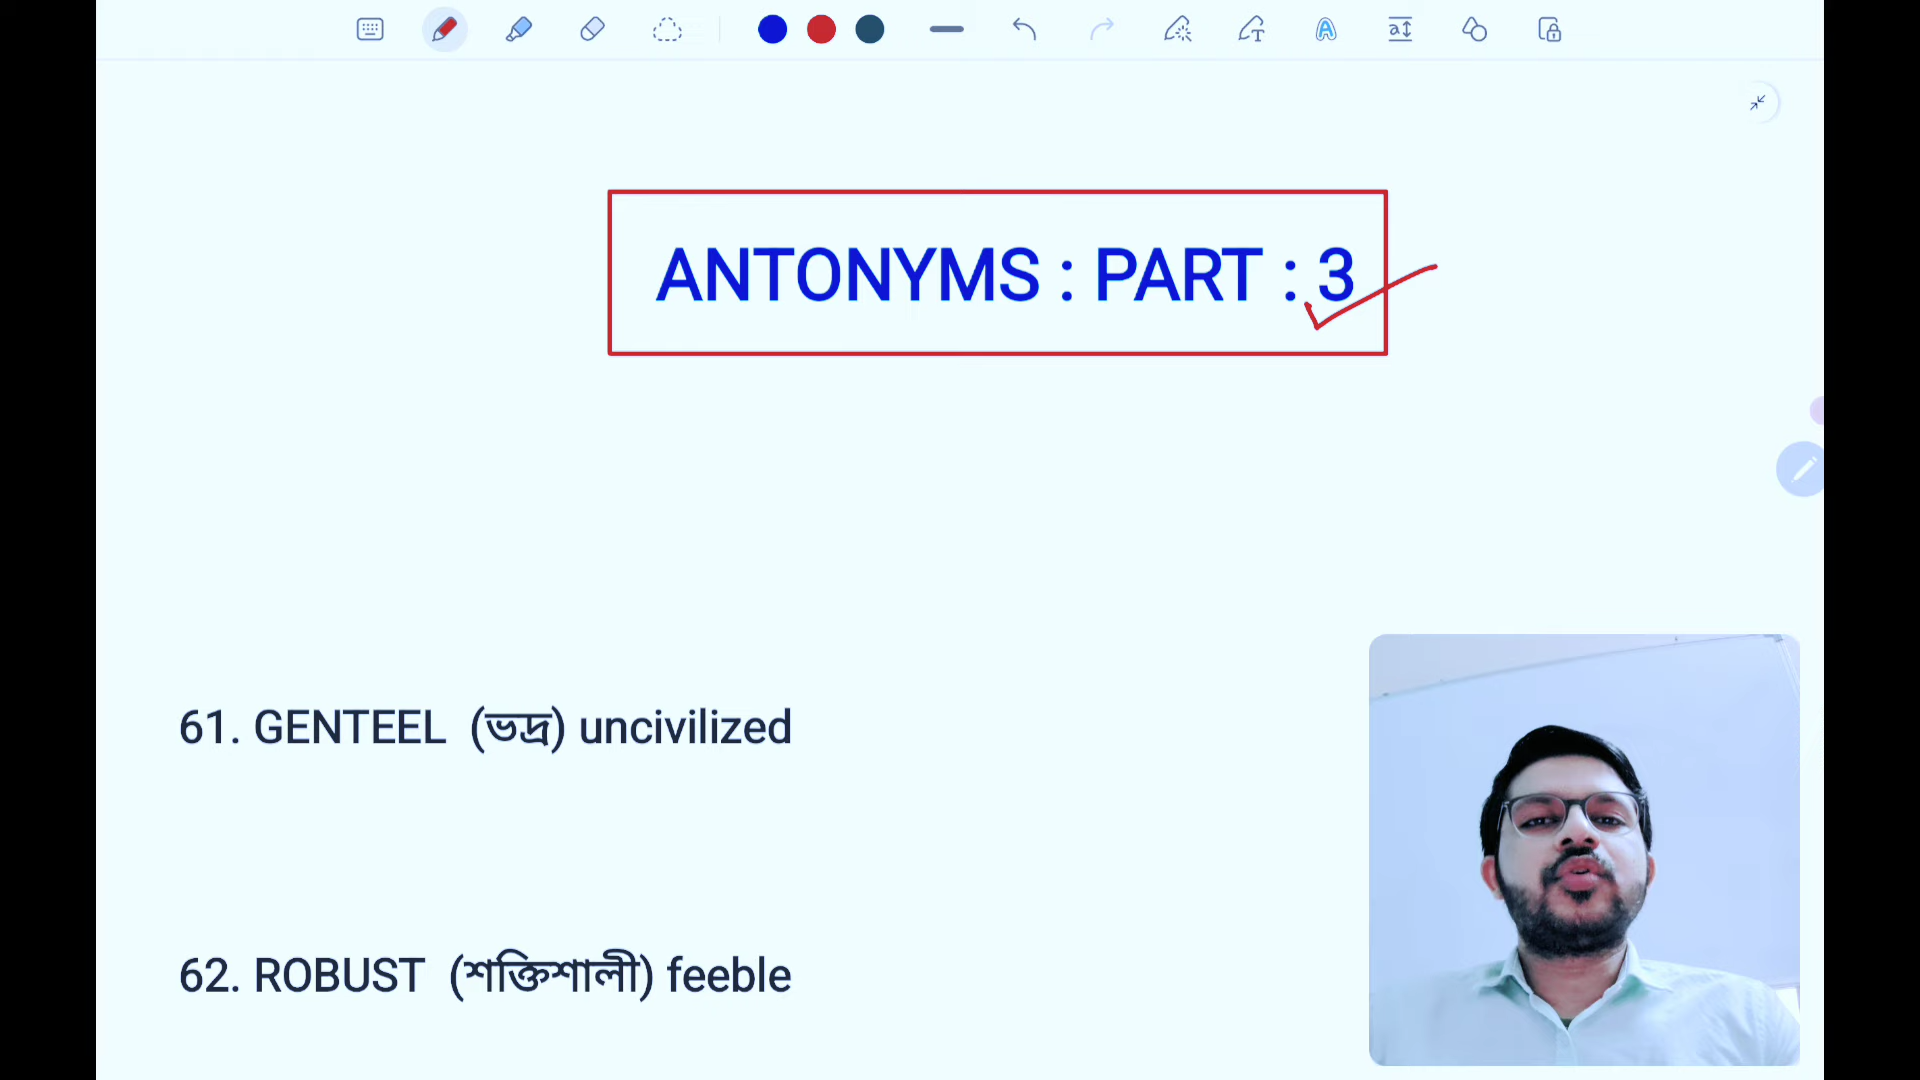 ANTONYMS : PART : 3
61. GENTEEL (ভদ্র) uncivilized
62. ROBUST (শক্তিশালী) feeble